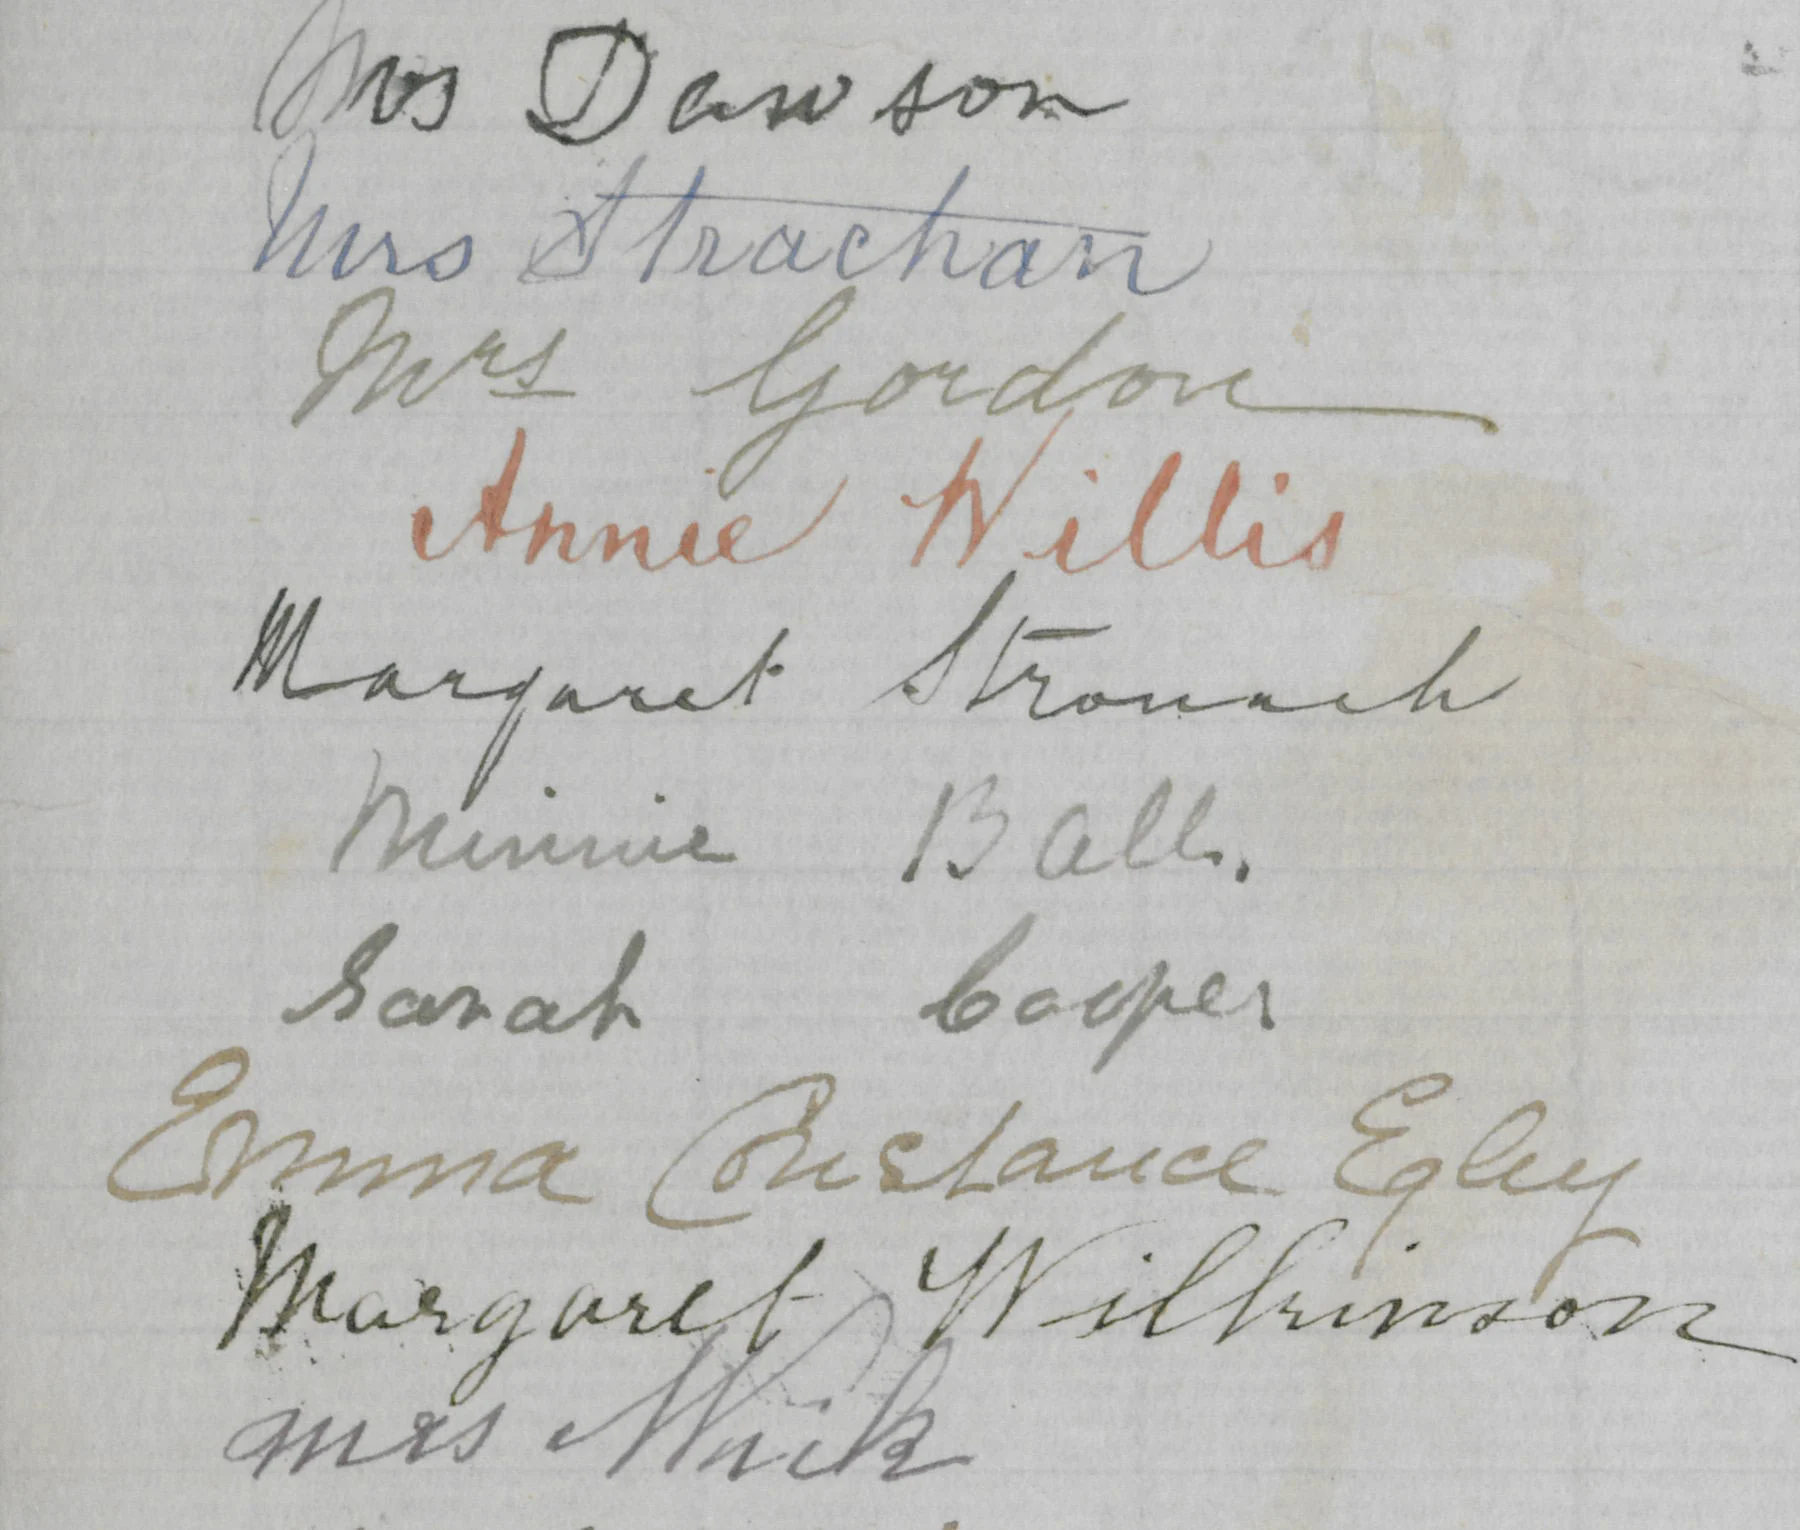 Mrs Dawson
Mrs Strachan
Mrs Gordon
Annie Willis
Margaret Stronach
Minnie Ball.
Sarah Cooper
Emma Constance Egley
Margaret Wilkinson
Mrs